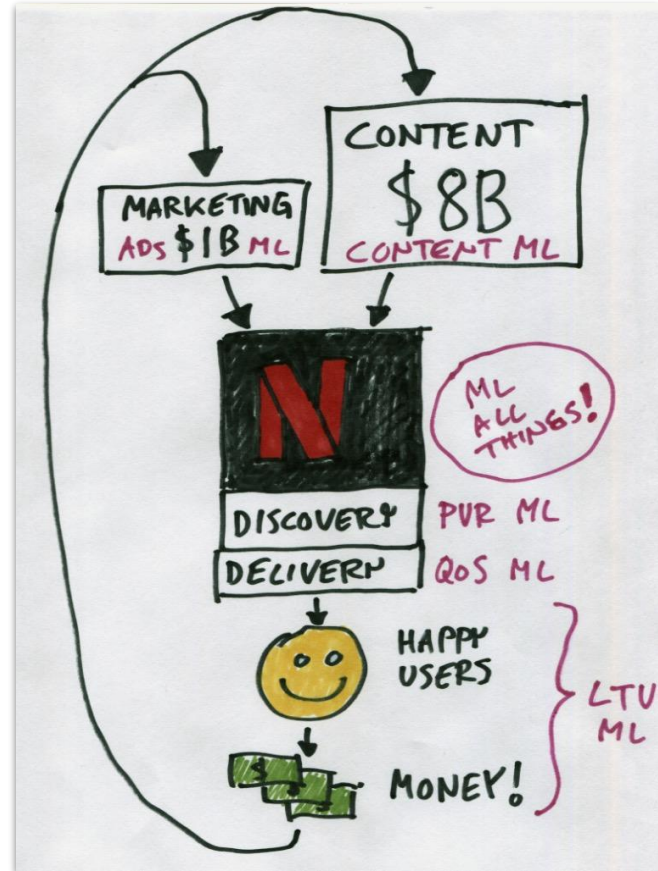 CONTENT
$8B
CONTENT ML
MARKETING
ADS $1B ML
N
ML
ALL
THINGS!
DISCOVERY
PVR ML
DELIVERY
QOS ML
HAPPY
USERS
LTV
ML
$
MONEY!